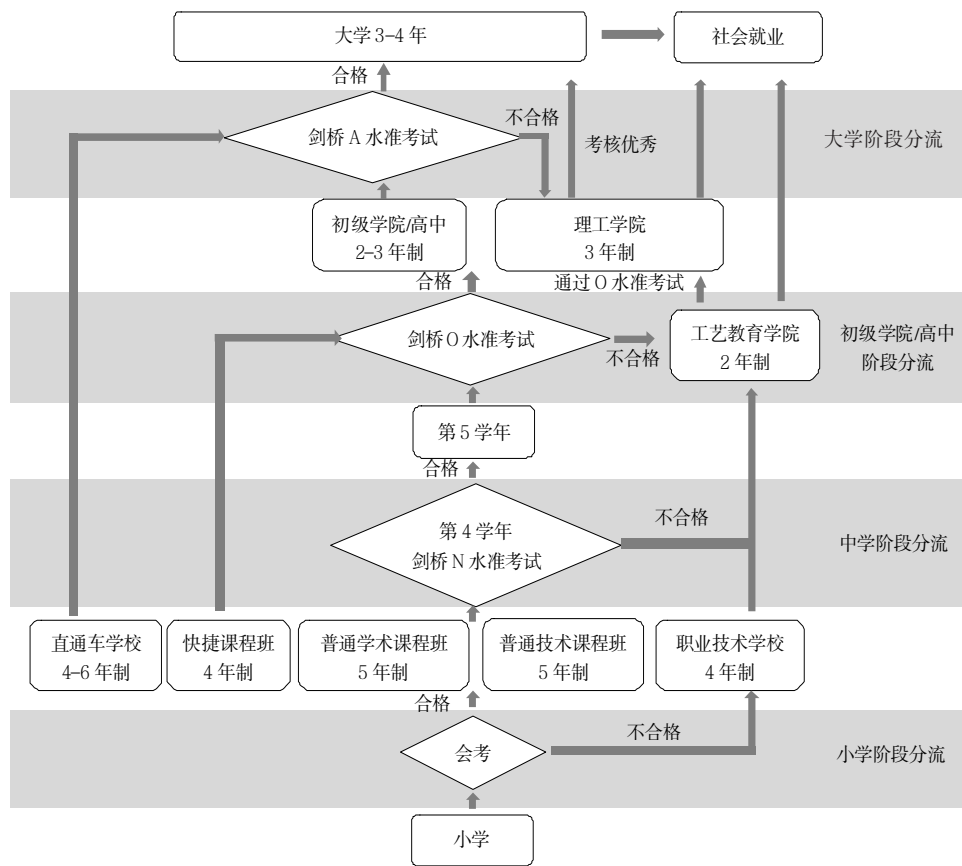 大学 3-4 年
社会就业
合格
不合格
剑桥 A 水准考试
考核优秀
大学阶段分流
初级学院/高中
2-3 年制
理工学院
3 年制
合格
通过 O 水准考试
剑桥 O 水准考试
不合格
工艺教育学院
2 年制
初级学院/高中
阶段分流
第 5 学年
合格
第 4 学年
剑桥 N 水准考试
不合格
中学阶段分流
直通车学校
4-6 年制
快捷课程班
4 年制
普通学术课程班
5 年制
普通技术课程班
5 年制
职业技术学校
4 年制
合格
会考
不合格
小学阶段分流
小学